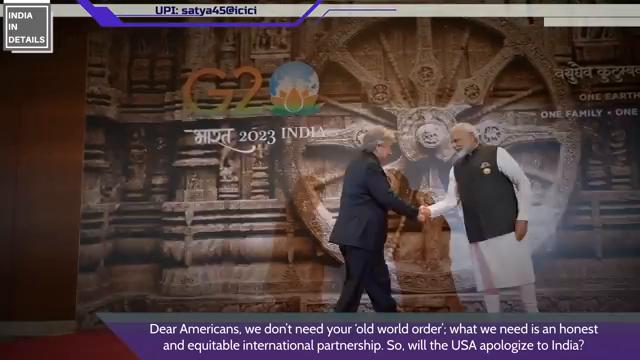 INDIA
IN
DETAILS
UPI: satya45@icici
G20
भारत 2023 INDIA
वसुधैव कुटुम्बक
ONE EARTH
ONE FAMILY • ONE
Dear Americans, we don't need your 'old world order'; what we need is an honest
and equitable international partnership. So, will the USA apologize to India?